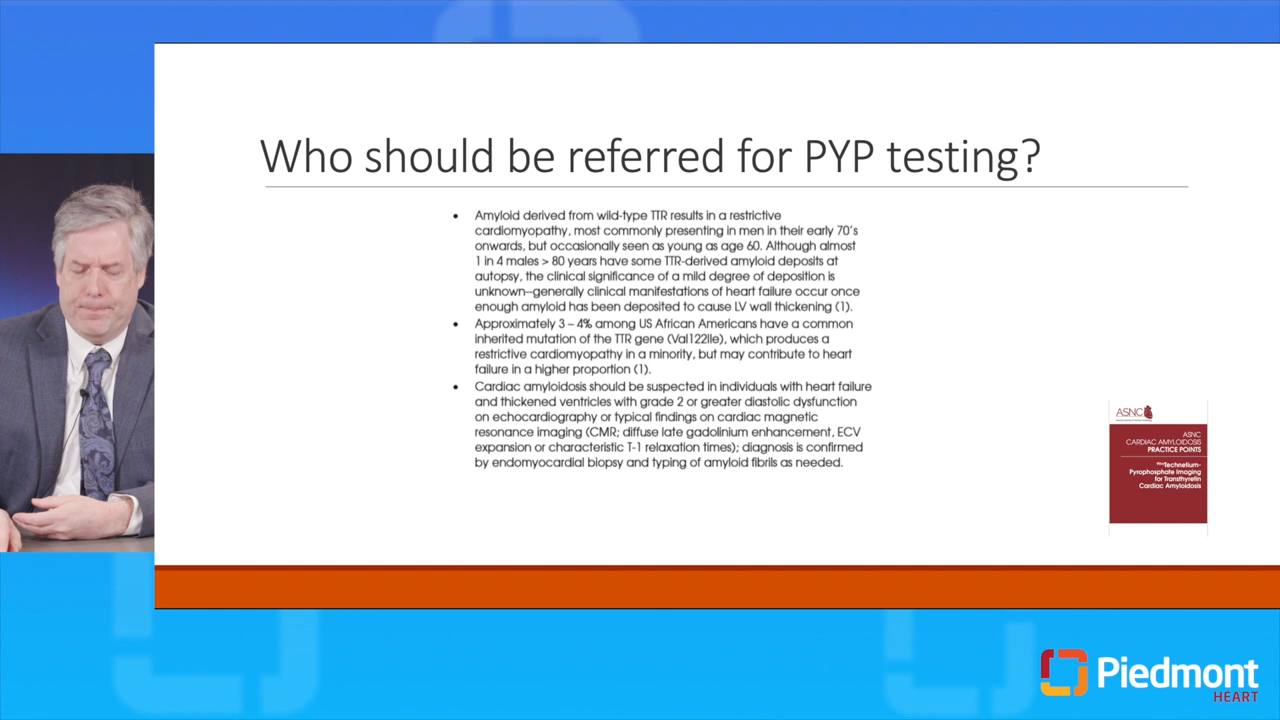 Who should be referred for PYP testing?
• Amyloid derived from wild-type TTR results in a restrictive
cardiomyopathy, most commonly presenting in men in their early 70's
onwards, but occasionally seen as young as age 60. Although almost
1 in 4 males > 80 years have some TTR-derived amyloid deposits at
autopsy, the clinical significance of a mild degree of deposition is
unknown--generally clinical manifestations of heart failure occur once
enough amyloid has been deposited to cause LV wall thickening (1).
• Approximately 3 – 4% among US African Americans have a common
inherited mutation of the TTR gene (Val122Ile), which produces a
restrictive cardiomyopathy in a minority, but may contribute to heart
failure in a higher proportion (1).
• Cardiac amyloidosis should be suspected in individuals with heart failure
and thickened ventricles with grade 2 or greater diastolic dysfunction
on echocardiography or typical findings on cardiac magnetic
resonance imaging (CMR; diffuse late gadolinium enhancement, ECV
expansion or characteristic T-1 relaxation times); diagnosis is confirmed
by endomyocardial biopsy and typing of amyloid fibrils as needed.
ASNC
ASNC
CARDIAC AMYLOIDOSIS
PRACTICE POINTS
99mTechnetium-
Pyrophosphate Imaging
for Transthyretin
Cardiac Amyloidosis
Piedmont
HEART